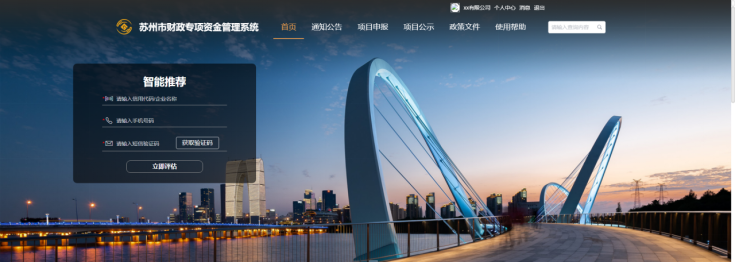 xx有限公司 个人中心 消息 退出
苏州市财政专项资金管理系统 首页 通知公告 项目申报 项目公示 政策文件 使用帮助
智能推荐
请输入信用代码/企业名称
请输入手机号码
请输入短信验证码 获取验证码
立即评估